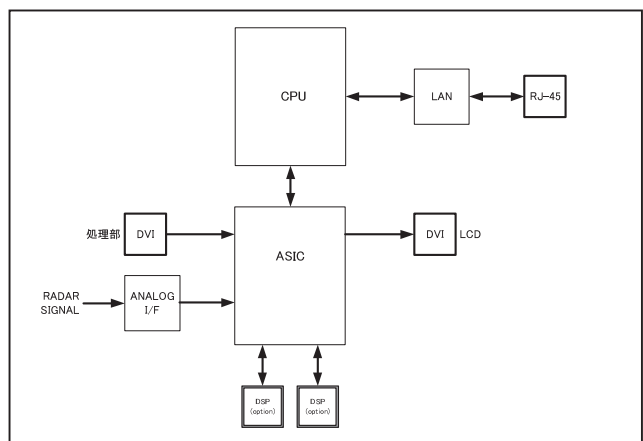 CPU
LAN
RJ-45
処理部
DVI
ASIC
DVI
LCD
RADAR
SIGNAL
ANALOG
I/F
DSP
(option)
DSP
(option)